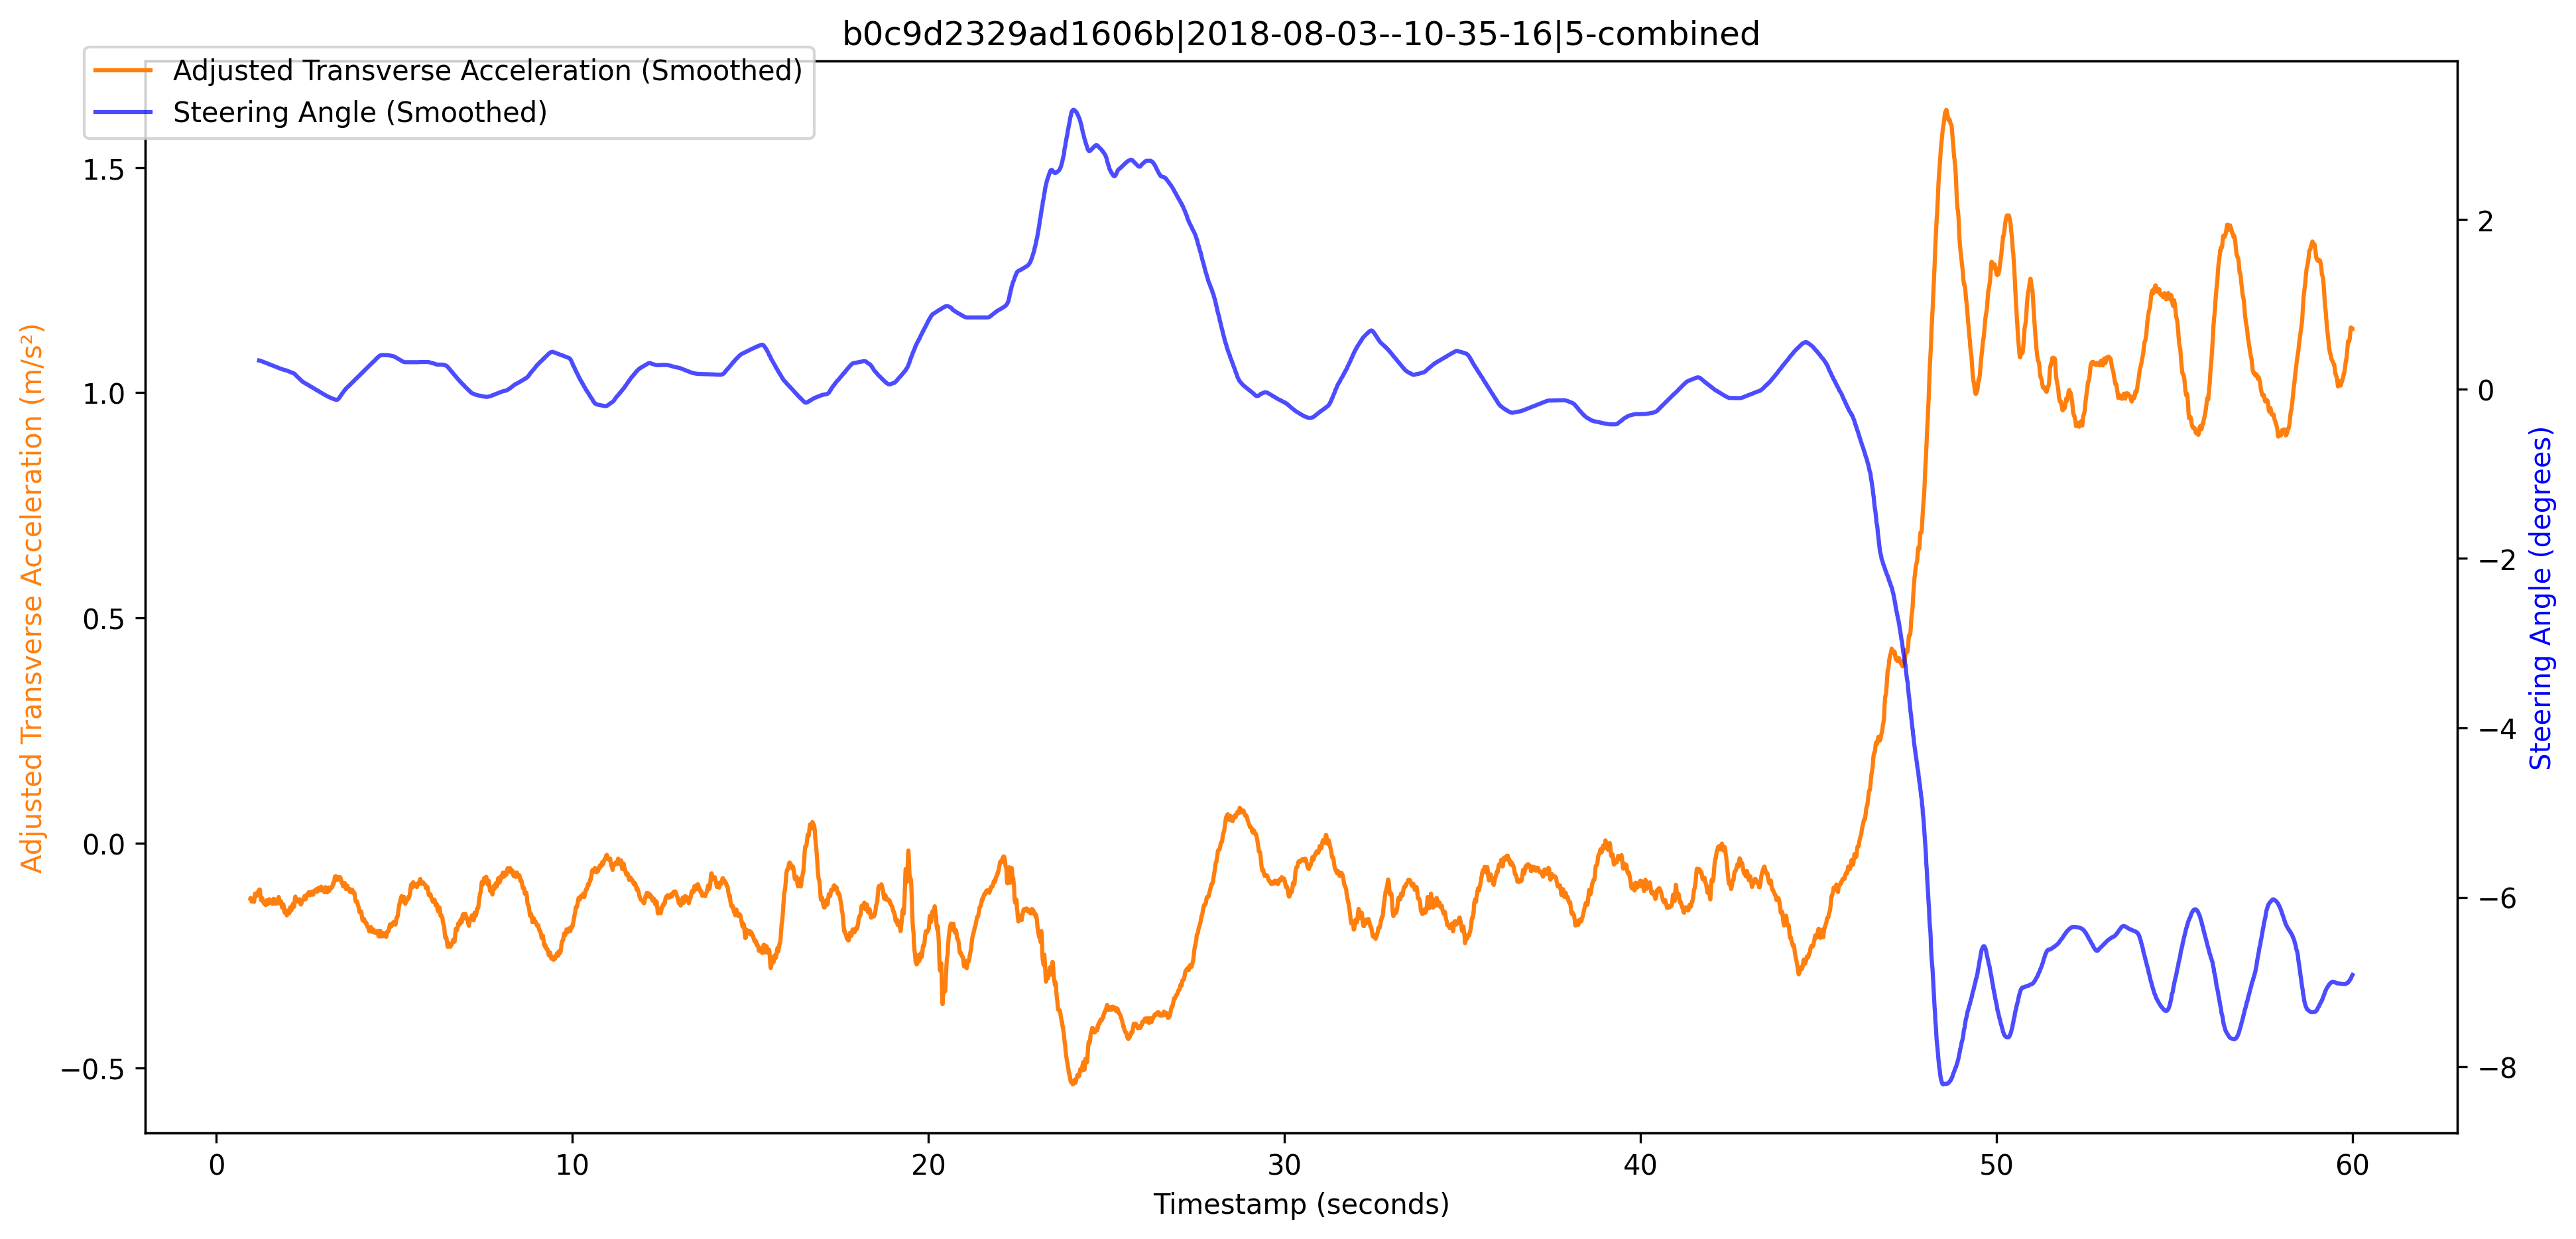 b0c9d2329ad1606b|2018-08-03--10-35-16|5-combined
Adjusted Transverse Acceleration (Smoothed)
Steering Angle (Smoothed)
Adjusted Transverse Acceleration (m/s²)
1.5
1.0
0.5
0.0
−0.5
2
0
−2
−4
−6
−8
Steering Angle (degrees)
0 10 20 30 40 50 60
Timestamp (seconds)